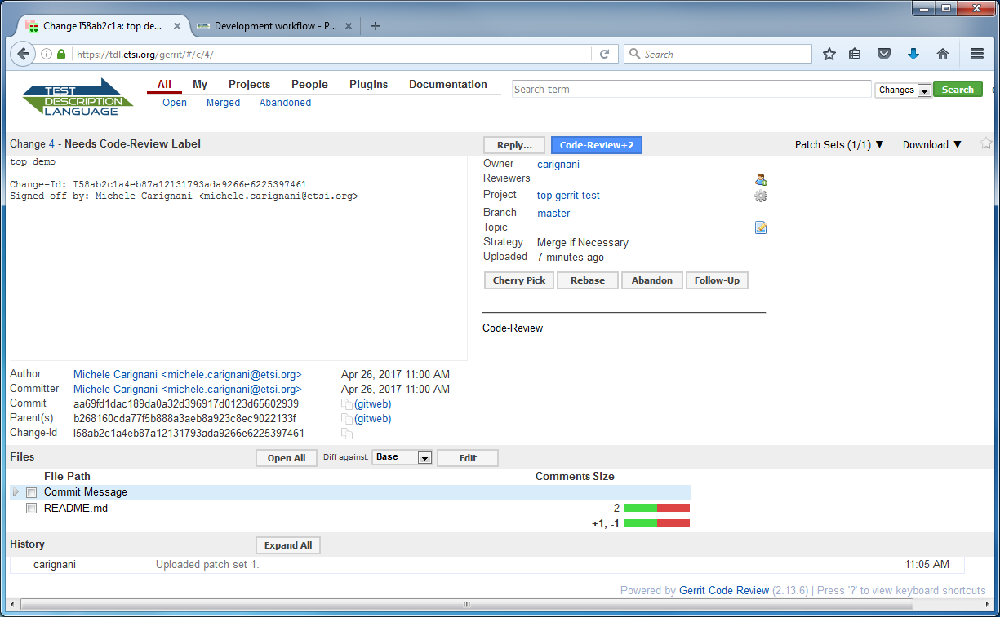 Change I58ab2c1a: top de...
Development workflow - P...
https://tdl.etsi.org/gerrit/#/c/4/
Search
TEST
DESCRIPTION
LANGUAGE
All My Projects People Plugins Documentation
Open Merged Abandoned
Search term
Changes
Search
Change 4 - Needs Code-Review Label
Reply...
Code-Review+2
Patch Sets (1/1) ▼
Download ▼
top demo
Change-Id: I58ab2c1a4eb87a12131793ada9266e6225397461
Signed-off-by: Michele Carignani <michele.carignani@etsi.org>
Owner carignani
Reviewers
Project top-gerrit-test
Branch master
Topic
Strategy Merge if Necessary
Uploaded 7 minutes ago
Cherry Pick Rebase Abandon Follow-Up
Code-Review
Author Michele Carignani <michele.carignani@etsi.org> Apr 26, 2017 11:00 AM
Committer Michele Carignani <michele.carignani@etsi.org> Apr 26, 2017 11:00 AM
Commit aa69fd1dac189da0a32d396917d0123d65602939 (gitweb)
Parent(s) b268160cda77f5b888a3aeb8a923c8ec9022133f (gitweb)
Change-Id I58ab2c1a4eb87a12131793ada9266e6225397461
Files Open All Diff against: Base Edit
File Path Comments Size
Commit Message
README.md 2
+1, -1
History Expand All
carignani Uploaded patch set 1. 11:05 AM
Powered by Gerrit Code Review (2.13.6) | Press '?' to view keyboard shortcuts